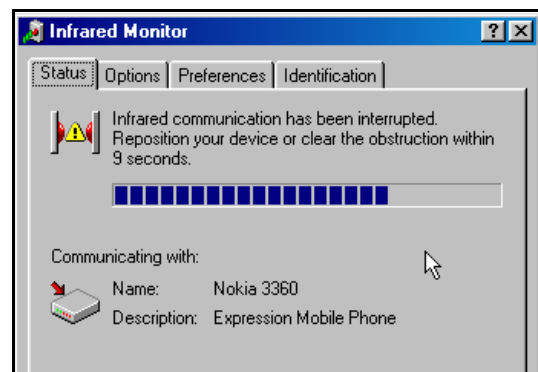 Infrared Monitor
Status Options Preferences Identification
Infrared communication has been interrupted.
Reposition your device or clear the obstruction within
9 seconds.
Communicating with:
Name: Nokia 3360
Description: Expression Mobile Phone